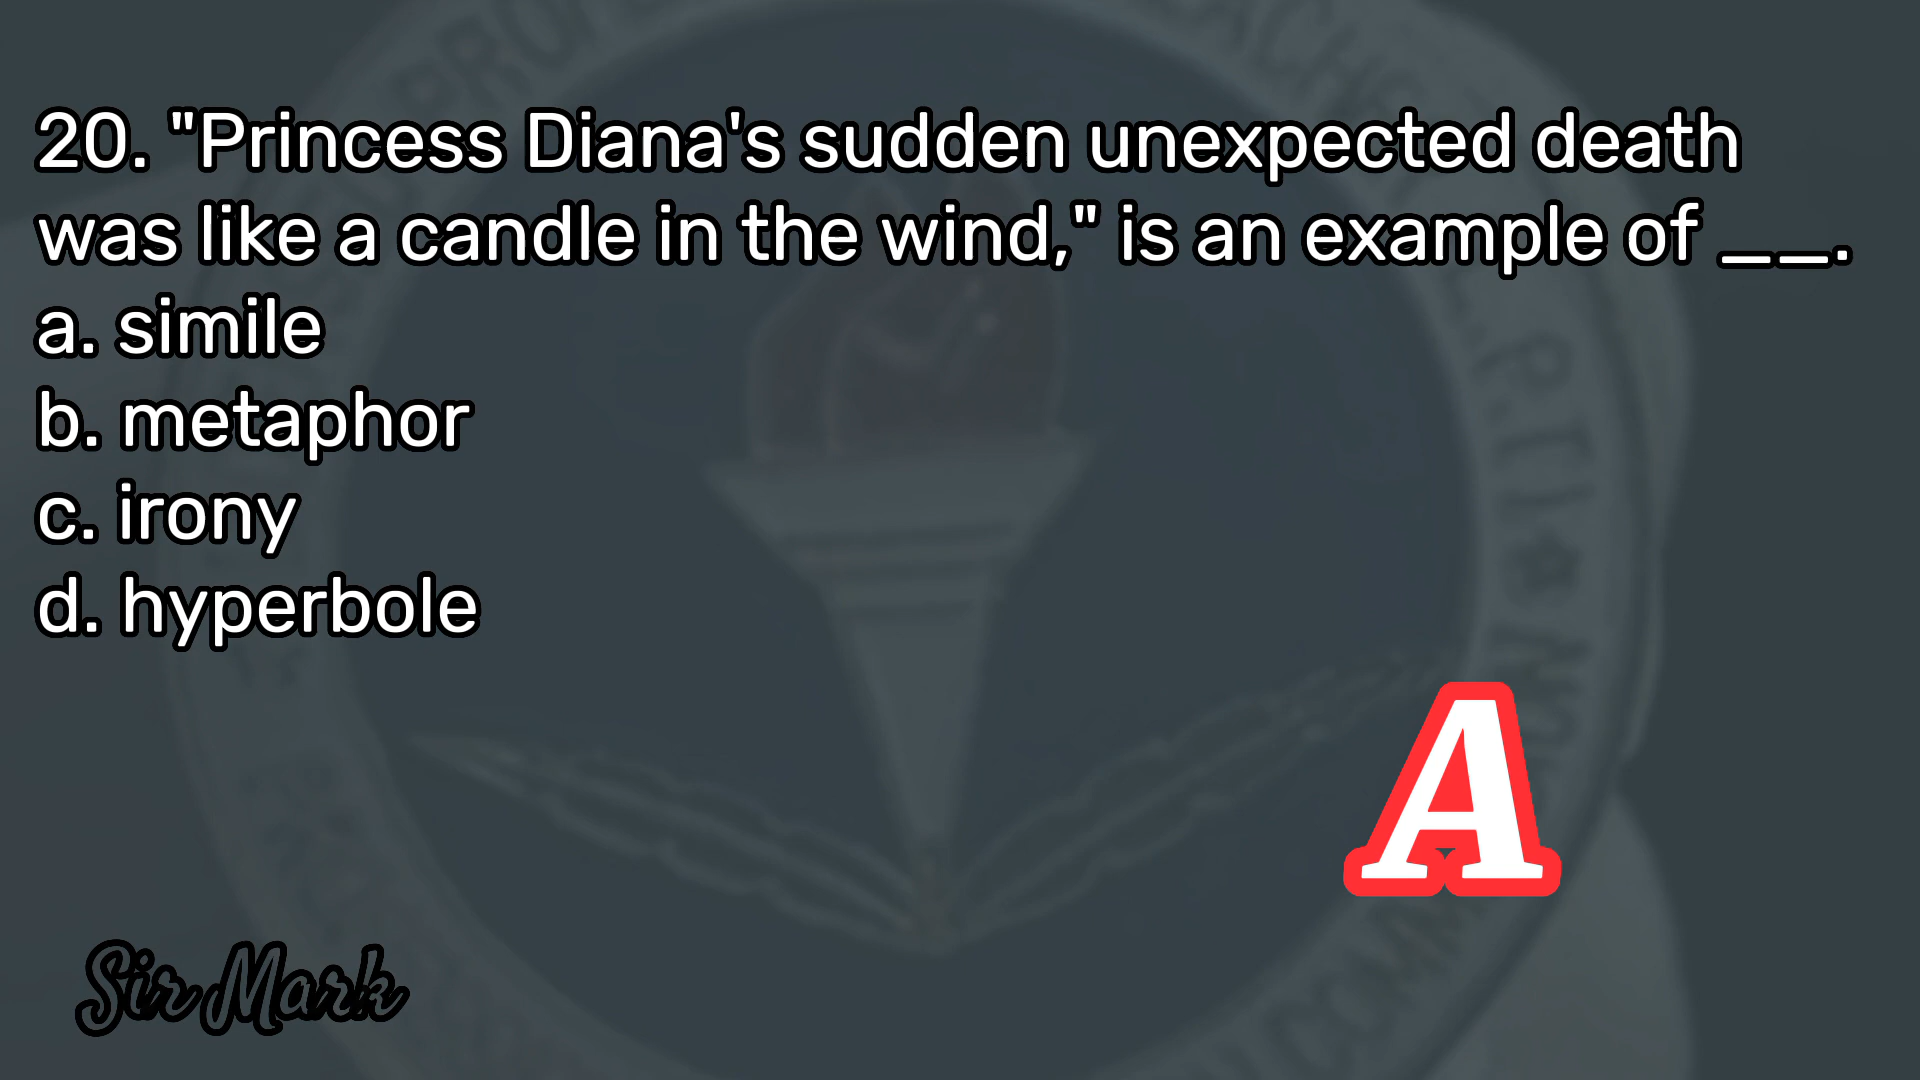 20. "Princess Diana's sudden unexpected death
was like a candle in the wind," is an example of __.
a. simile
b. metaphor
c. irony
d. hyperbole
A
Sir Mark